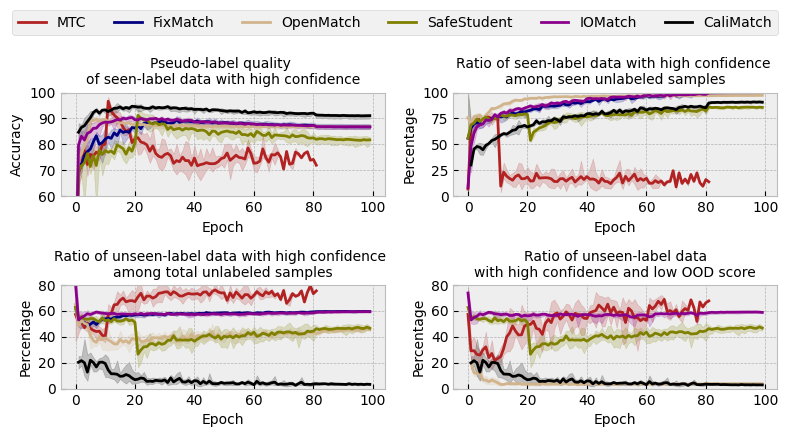 MTC FixMatch OpenMatch SafeStudent IOMatch CaliMatch
Pseudo-label quality
of seen-label data with high confidence
Accuracy
100
90
80
70
60
0 20 40 60 80 100
Epoch
Ratio of seen-label data with high confidence
among seen unlabeled samples
Percentage
100
75
50
25
0
0 20 40 60 80 100
Epoch
Ratio of unseen-label data with high confidence
among total unlabeled samples
Percentage
80
60
40
20
0
0 20 40 60 80 100
Epoch
Ratio of unseen-label data
with high confidence and low OOD score
Percentage
80
60
40
20
0
0 20 40 60 80 100
Epoch